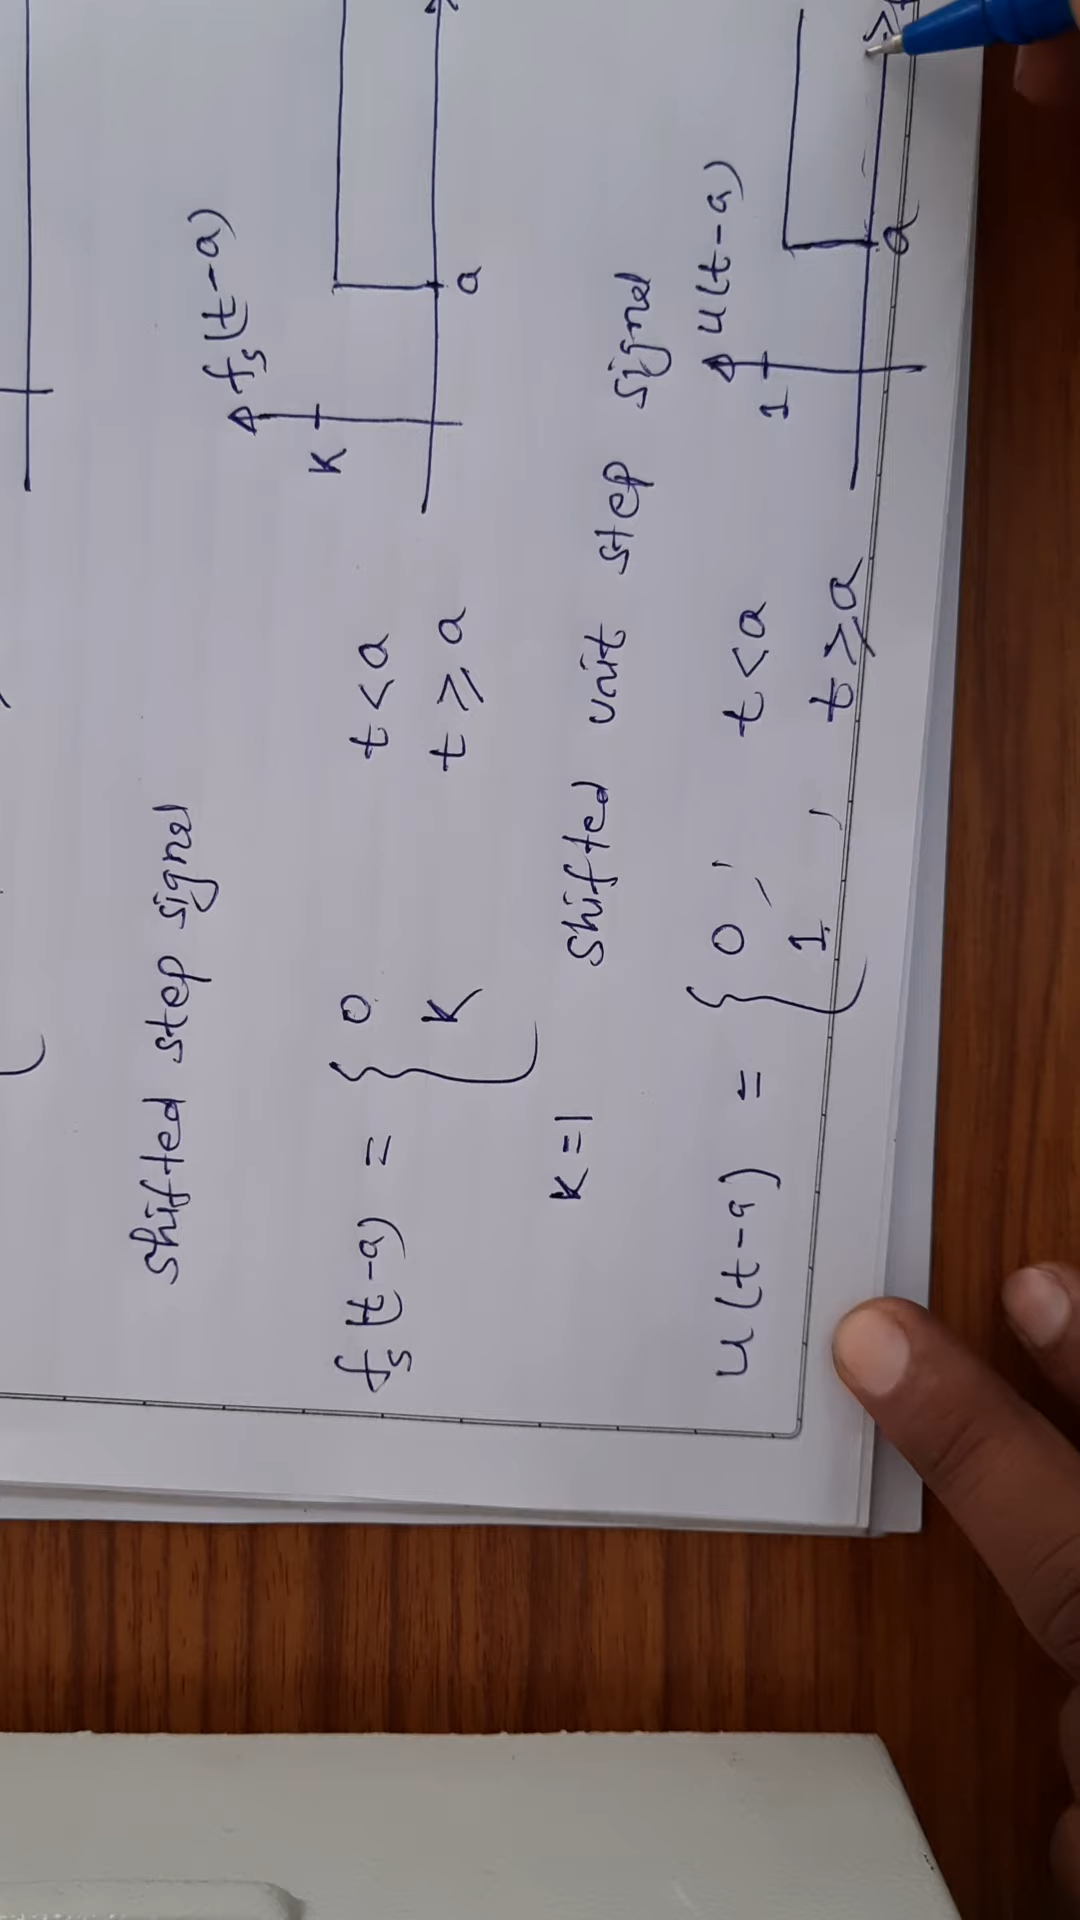 shifted step signal
fs(t-a)
K
a
fs(t-a) = { 0 t<a
K t≥a
K=1 shifted unit step signal
u(t-a)
1
a
u(t-a) = { 0, t<a
1, t≥a